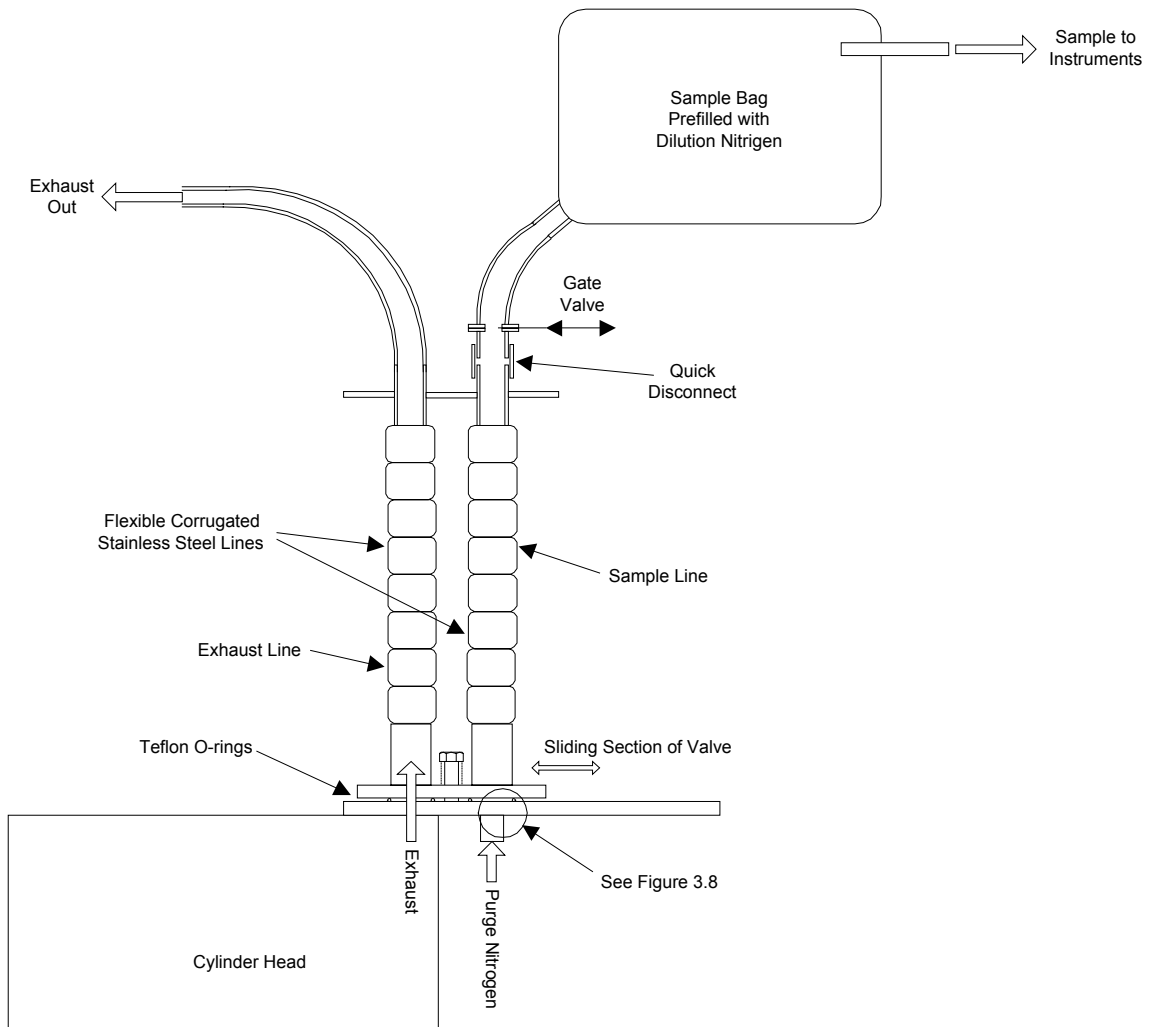 Sample to
Instruments
Sample Bag
Prefilled with
Dilution Nitrigen
Exhaust
Out
Gate
Valve
Quick
Disconnect
Flexible Corrugated
Stainless Steel Lines
Sample Line
Exhaust Line
Teflon O-rings
Sliding Section of Valve
Exhaust
Purge Nitrogen
See Figure 3.8
Cylinder Head